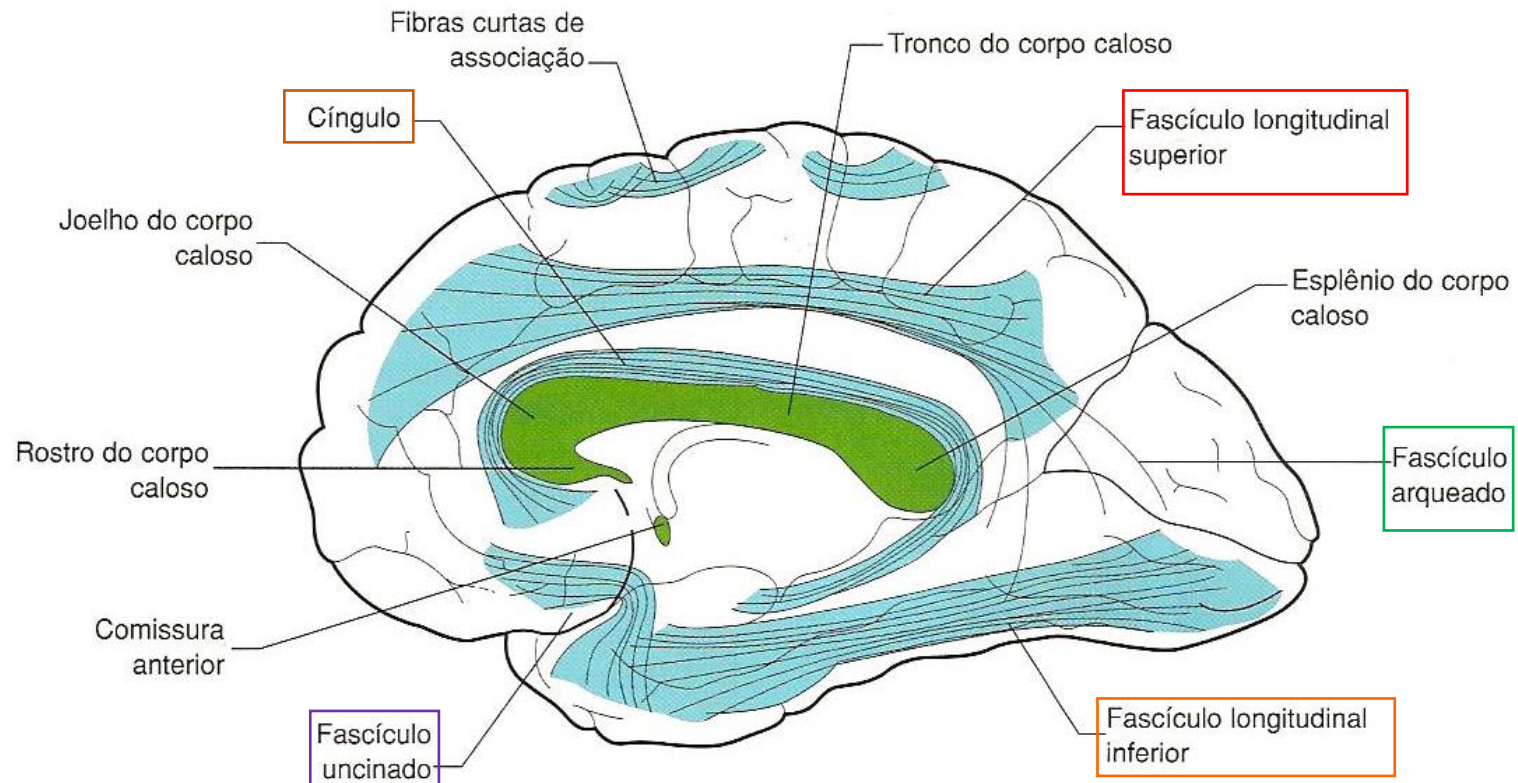 Fibras curtas de
associação
Tronco do corpo caloso
Cíngulo
Fascículo longitudinal
superior
Joelho do corpo
caloso
Esplênio do corpo
caloso
Rostro do corpo
caloso
Fascículo
arqueado
Comissura
anterior
Fascículo
uncinado
Fascículo longitudinal
inferior